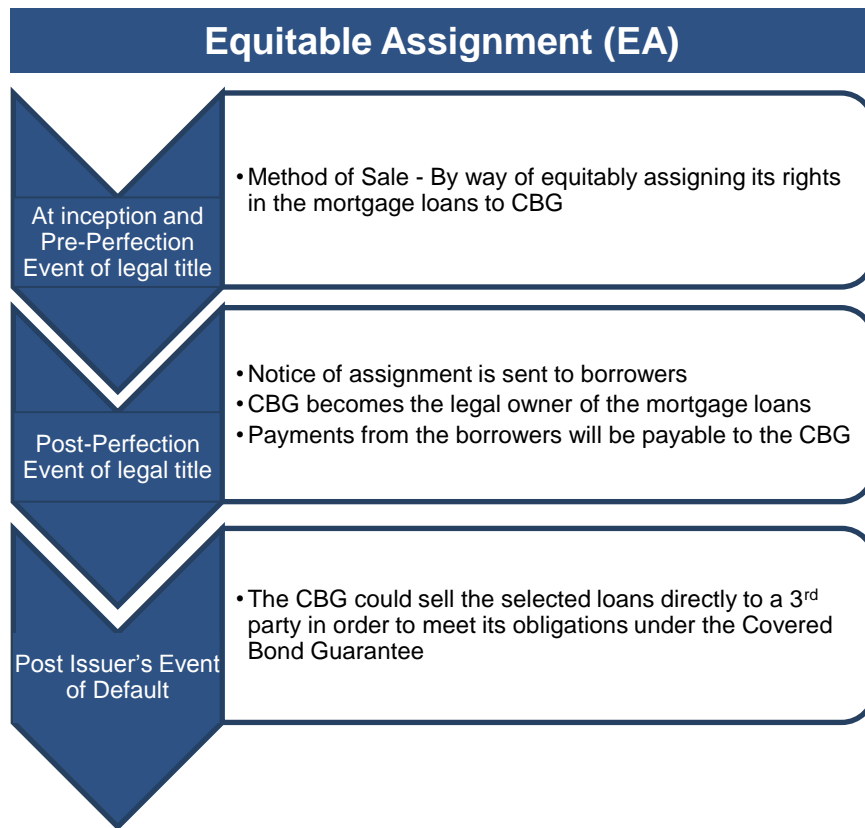 Equitable Assignment (EA)
At inception and
Pre-Perfection
Event of legal title
•Method of Sale - By way of equitably assigning its rights
in the mortgage loans to CBG
Post-Perfection
Event of legal title
•Notice of assignment is sent to borrowers
•CBG becomes the legal owner of the mortgage loans
•Payments from the borrowers will be payable to the CBG
Post Issuer's Event
of Default
•The CBG could sell the selected loans directly to a 3rd
party in order to meet its obligations under the Covered
Bond Guarantee